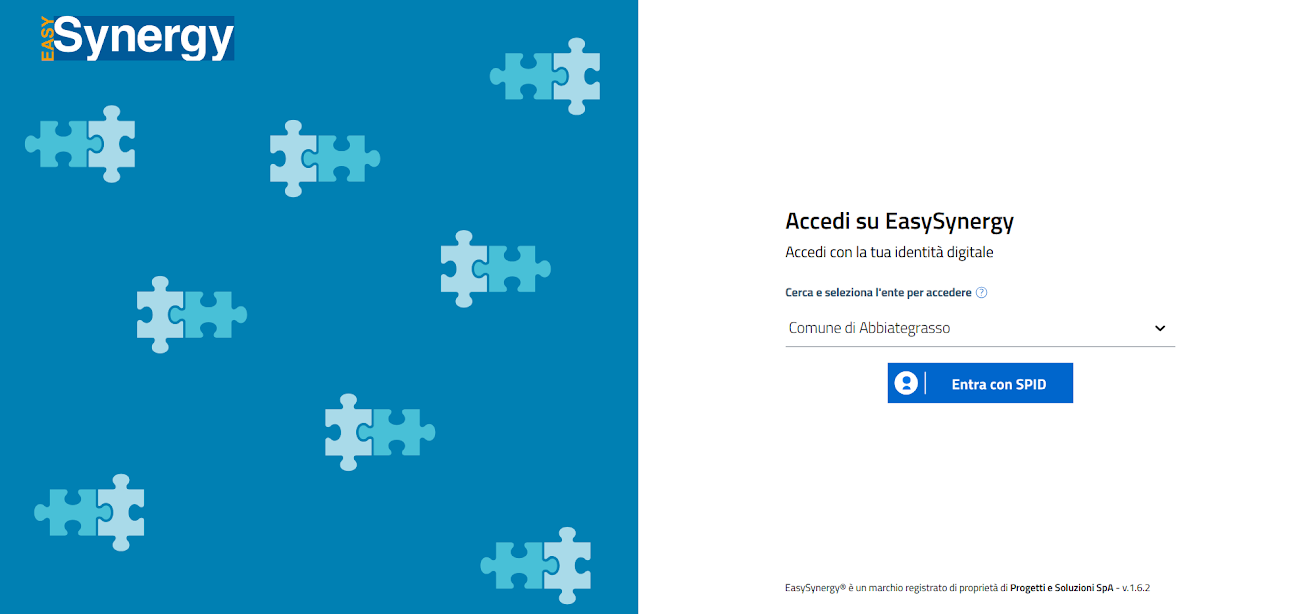 EASY Synergy
Accedi su EasySynergy
Accedi con la tua identità digitale
Cerca e seleziona l'ente per accedere ?
Comune di Abbiategrasso
Entra con SPID
EasySynergy® è un marchio registrato di proprietà di Progetti e Soluzioni SpA - v.1.6.2